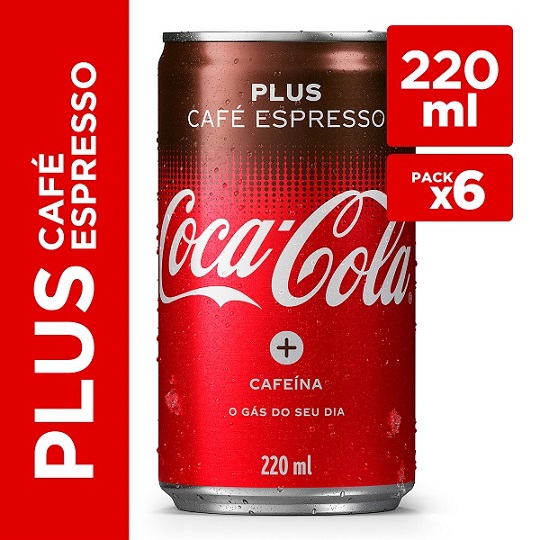 PLUS CAFÉ
ESPRESSO
PLUS
CAFÉ ESPRESSO
Coca-Cola®
+
CAFEÍNA
O GÁS DO SEU DIA
220 ml
220
ml
PACK
x6